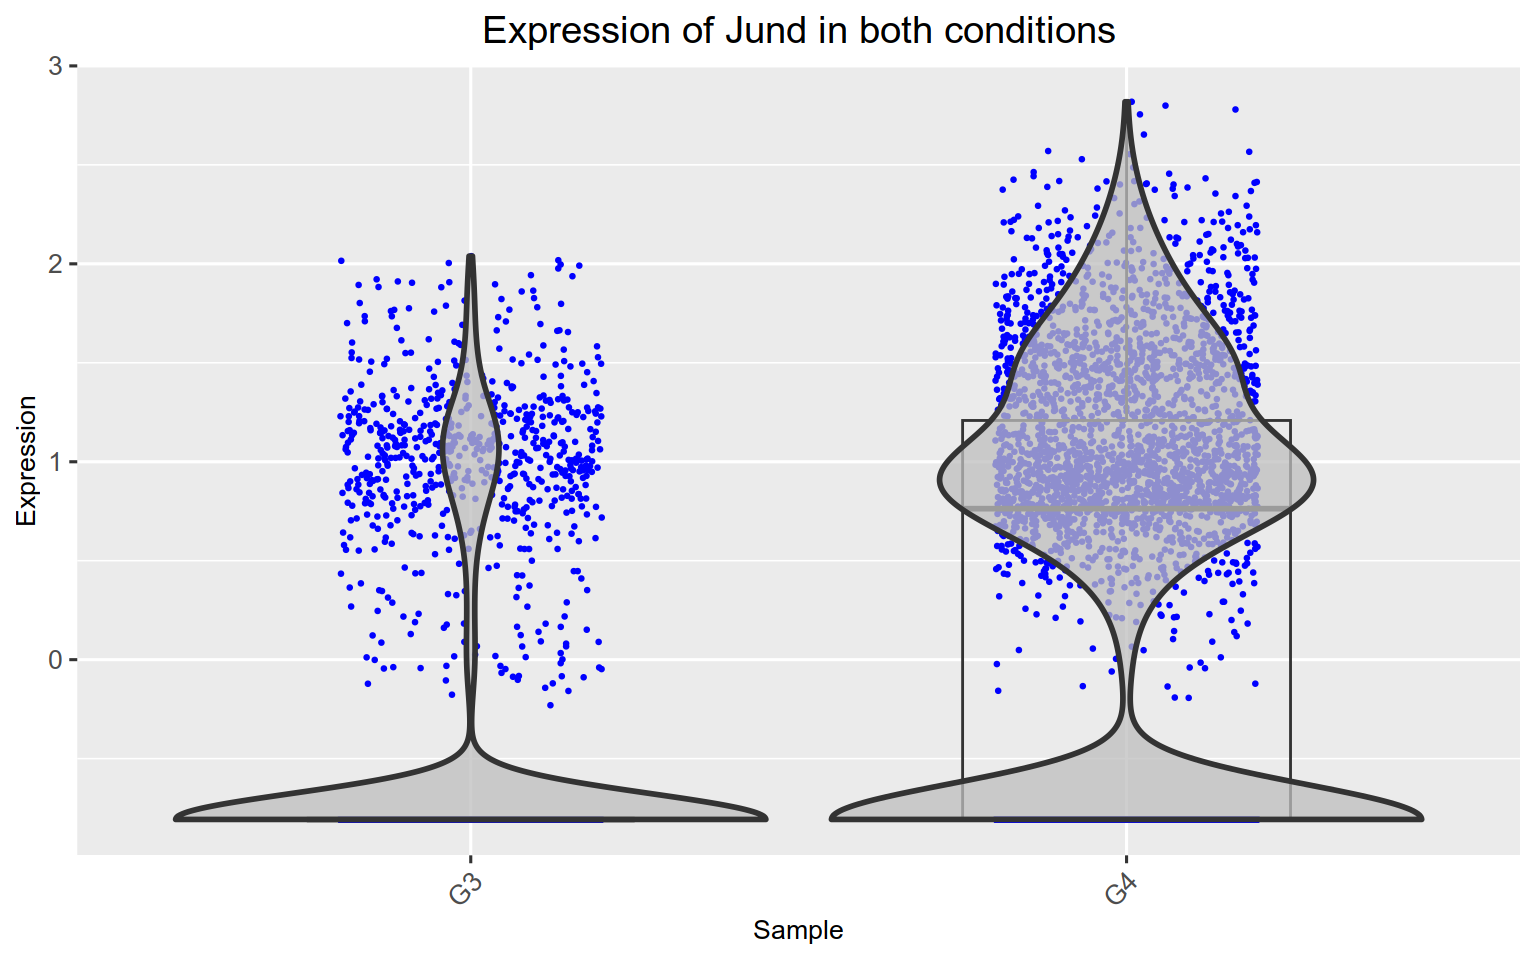 Expression of Jund in both conditions
3
2
1
0
Expression
G3
G4
Sample